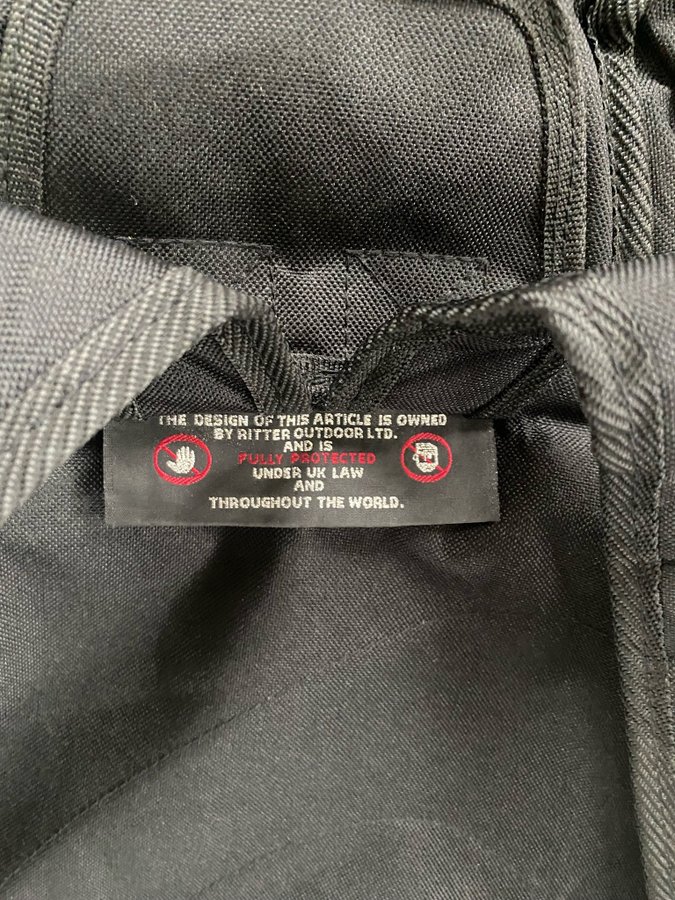 THE DESIGN OF THIS ARTICLE IS OWNED
BY RITTER OUTDOOR LTD.
AND IS
FULLY PROTECTED
UNDER UK LAW
AND
THROUGHOUT THE WORLD.